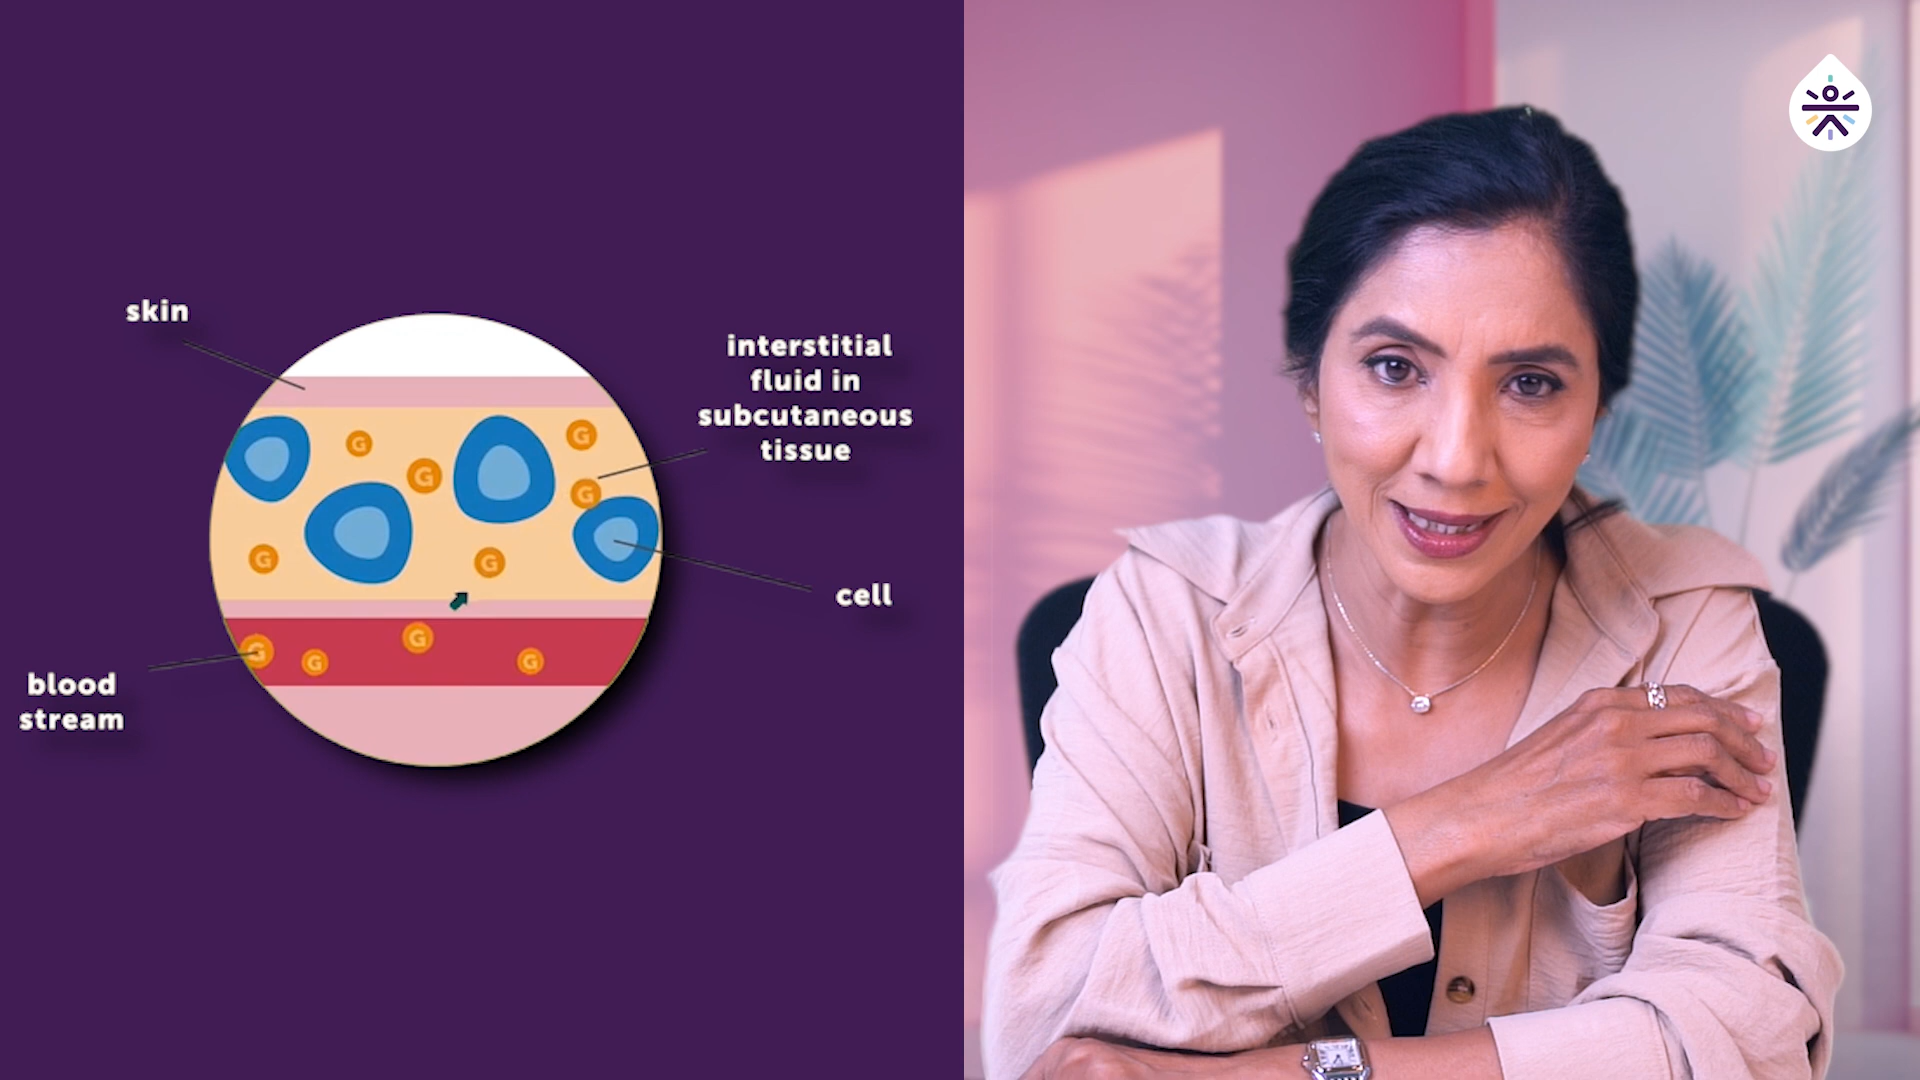 skin
interstitial
fluid in
subcutaneous
tissue
cell
blood
stream
G
G
G
G
G
G
G
G
G
G